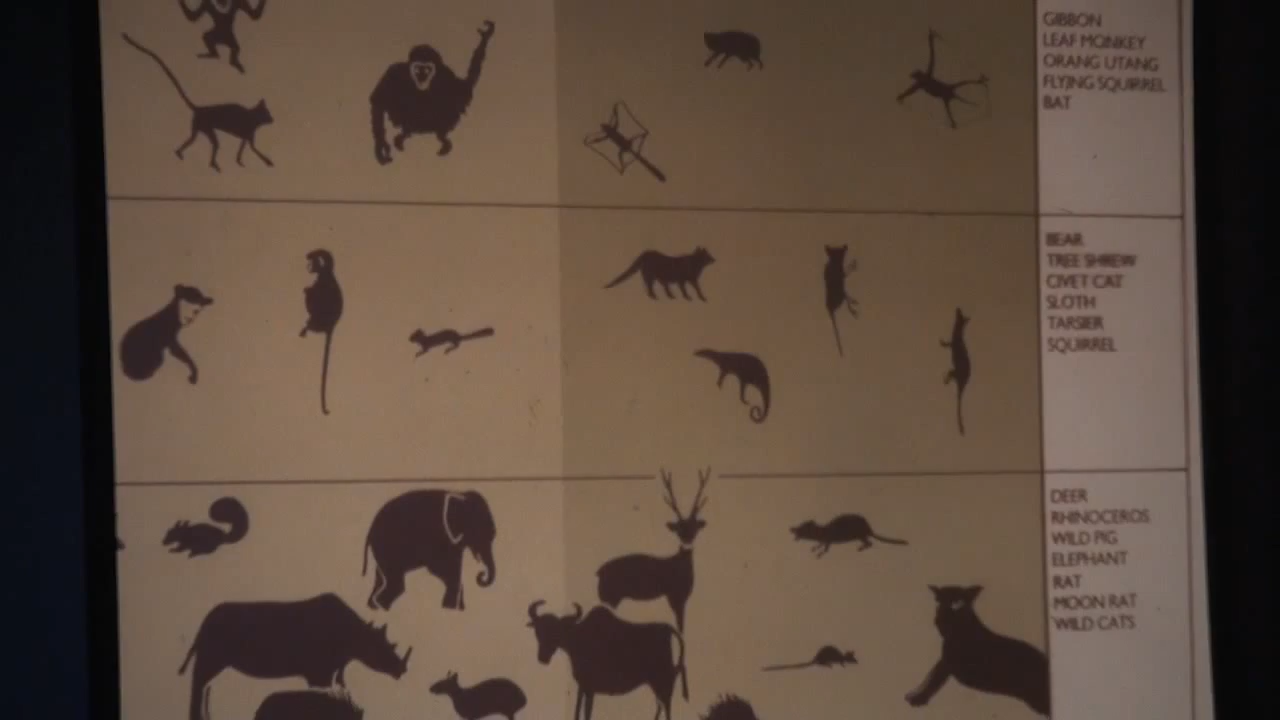 GIBBON
LEAF MONKEY
ORANG UTANG
FLYING SQUIRREL
BAT
BEAR
TREE SHREW
CIVET CAT
SLOTH
TARSIER
SQUIRREL
DEER
RHINOCEROS
WILD PIG
ELEPHANT
RAT
MOON RAT
WILD CATS